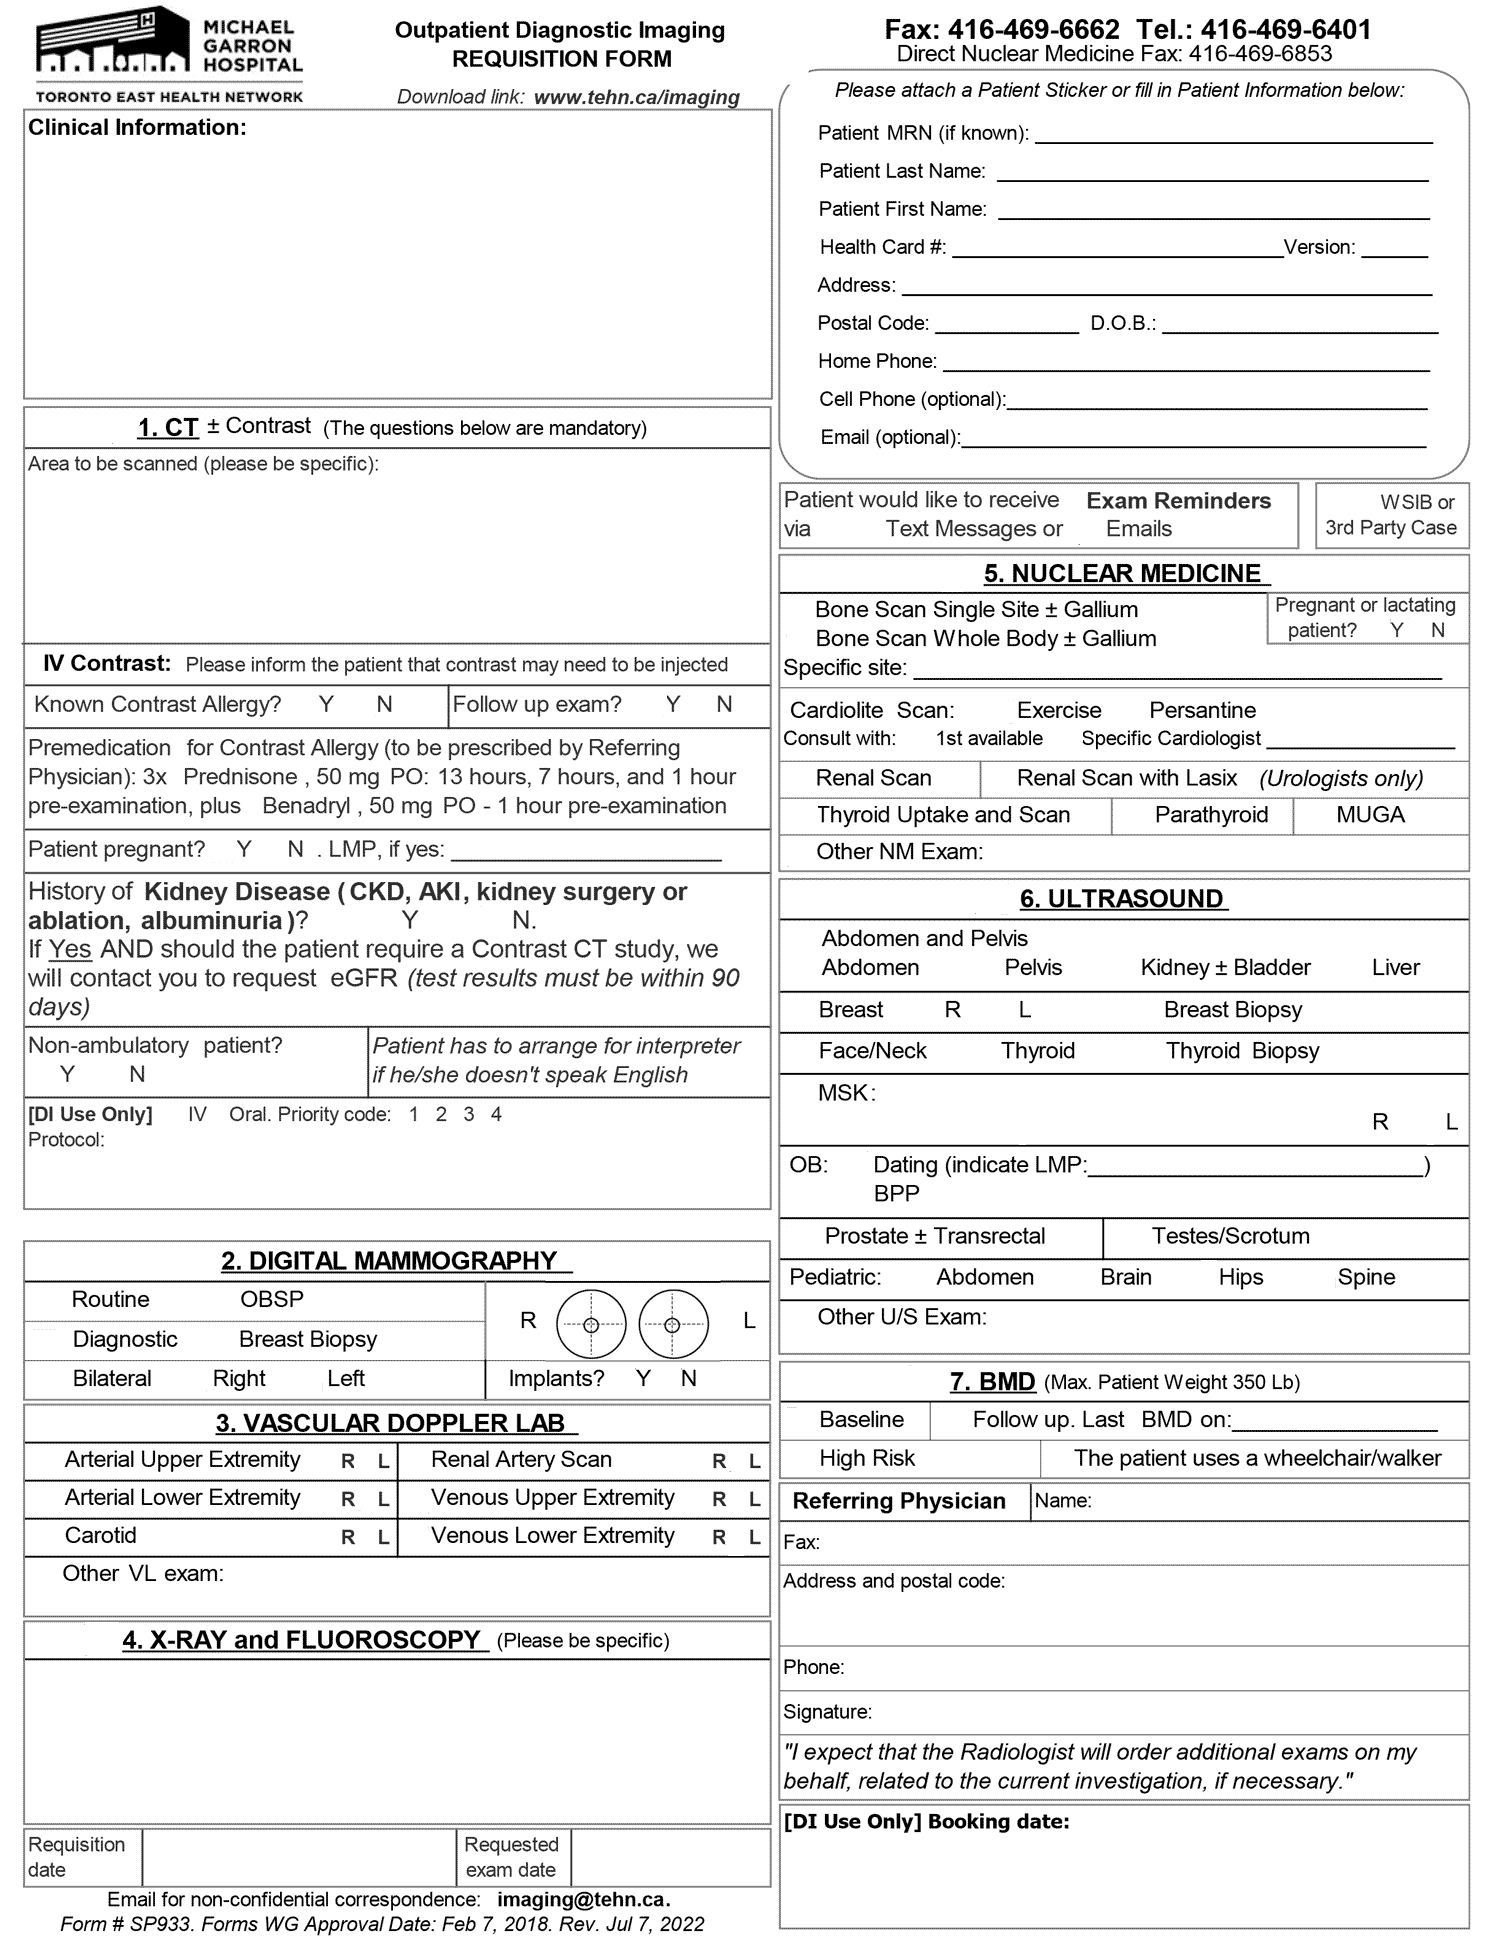 MICHAEL
GARRON
HOSPITAL
TORONTO EAST HEALTH NETWORK
Outpatient Diagnostic Imaging
REQUISITION FORM
Download link: www.tehn.ca/imaging
Fax: 416-469-6662 Tel.: 416-469-6401
Direct Nuclear Medicine Fax: 416-469-6853
Clinical Information:
1. CT ± Contrast (The questions below are mandatory)
Area to be scanned (please be specific):
IV Contrast: Please inform the patient that contrast may need to be injected
Known Contrast Allergy? Y N Follow up exam? Y N
Premedication for Contrast Allergy (to be prescribed by Referring
Physician): 3x Prednisone , 50 mg PO: 13 hours, 7 hours, and 1 hour
pre-examination, plus Benadryl , 50 mg PO - 1 hour pre-examination
Patient pregnant? Y N . LMP, if yes:
History of Kidney Disease ( CKD, AKI, kidney surgery or
ablation, albuminuria )? Y N.
If Yes AND should the patient require a Contrast CT study, we
will contact you to request eGFR (test results must be within 90
days)
Non-ambulatory patient?
Y N
Patient has to arrange for interpreter
if he/she doesn't speak English
[DI Use Only] IV Oral. Priority code: 1 2 3 4
Protocol:
2. DIGITAL MAMMOGRAPHY
Routine OBSP
Diagnostic Breast Biopsy
R L
Bilateral Right Left Implants? Y N
3. VASCULAR DOPPLER LAB
Arterial Upper Extremity R L Renal Artery Scan R L
Arterial Lower Extremity R L Venous Upper Extremity R L
Carotid R L Venous Lower Extremity R L
Other VL exam:
4. X-RAY and FLUOROSCOPY (Please be specific)
Requisition
date
Requested
exam date
Email for non-confidential correspondence: imaging@tehn.ca.
Form # SP933. Forms WG Approval Date: Feb 7, 2018. Rev. Jul 7, 2022
Please attach a Patient Sticker or fill in Patient Information below:
Patient MRN (if known):
Patient Last Name:
Patient First Name:
Health Card #: Version:
Address:
Postal Code: D.O.B.:
Home Phone:
Cell Phone (optional):
Email (optional):
Patient would like to receive Exam Reminders
via Text Messages or Emails
WSIB or
3rd Party Case
5. NUCLEAR MEDICINE
Bone Scan Single Site ± Gallium
Bone Scan Whole Body ± Gallium
Pregnant or lactating
patient? Y N
Specific site:
Cardiolite Scan: Exercise Persantine
Consult with: 1st available Specific Cardiologist
Renal Scan Renal Scan with Lasix (Urologists only)
Thyroid Uptake and Scan Parathyroid MUGA
Other NM Exam:
6. ULTRASOUND
Abdomen and Pelvis
Abdomen Pelvis Kidney ± Bladder Liver
Breast R L Breast Biopsy
Face/Neck Thyroid Thyroid Biopsy
MSK:
R L
OB: Dating (indicate LMP: )
BPP
Prostate ± Transrectal Testes/Scrotum
Pediatric: Abdomen Brain Hips Spine
Other U/S Exam:
7. BMD (Max. Patient Weight 350 Lb)
Baseline Follow up. Last BMD on:
High Risk The patient uses a wheelchair/walker
Referring Physician Name:
Fax:
Address and postal code:
Phone:
Signature:
"I expect that the Radiologist will order additional exams on my
behalf, related to the current investigation, if necessary."
[DI Use Only] Booking date: